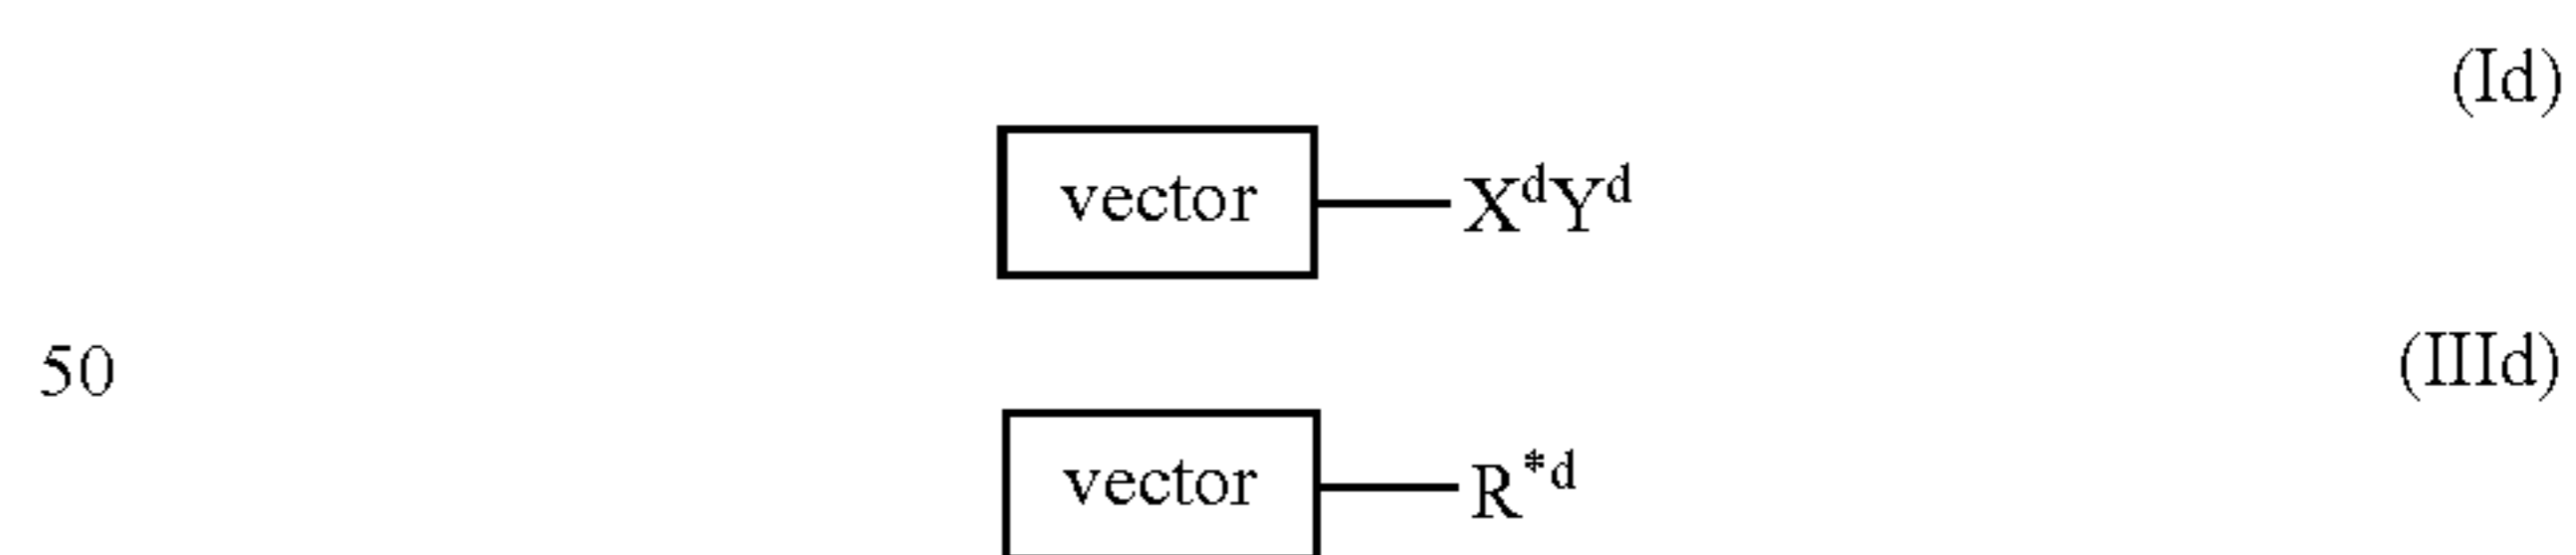 (Id)
vector XᵈYᵈ
50 (IIId)
vector R*ᵈ